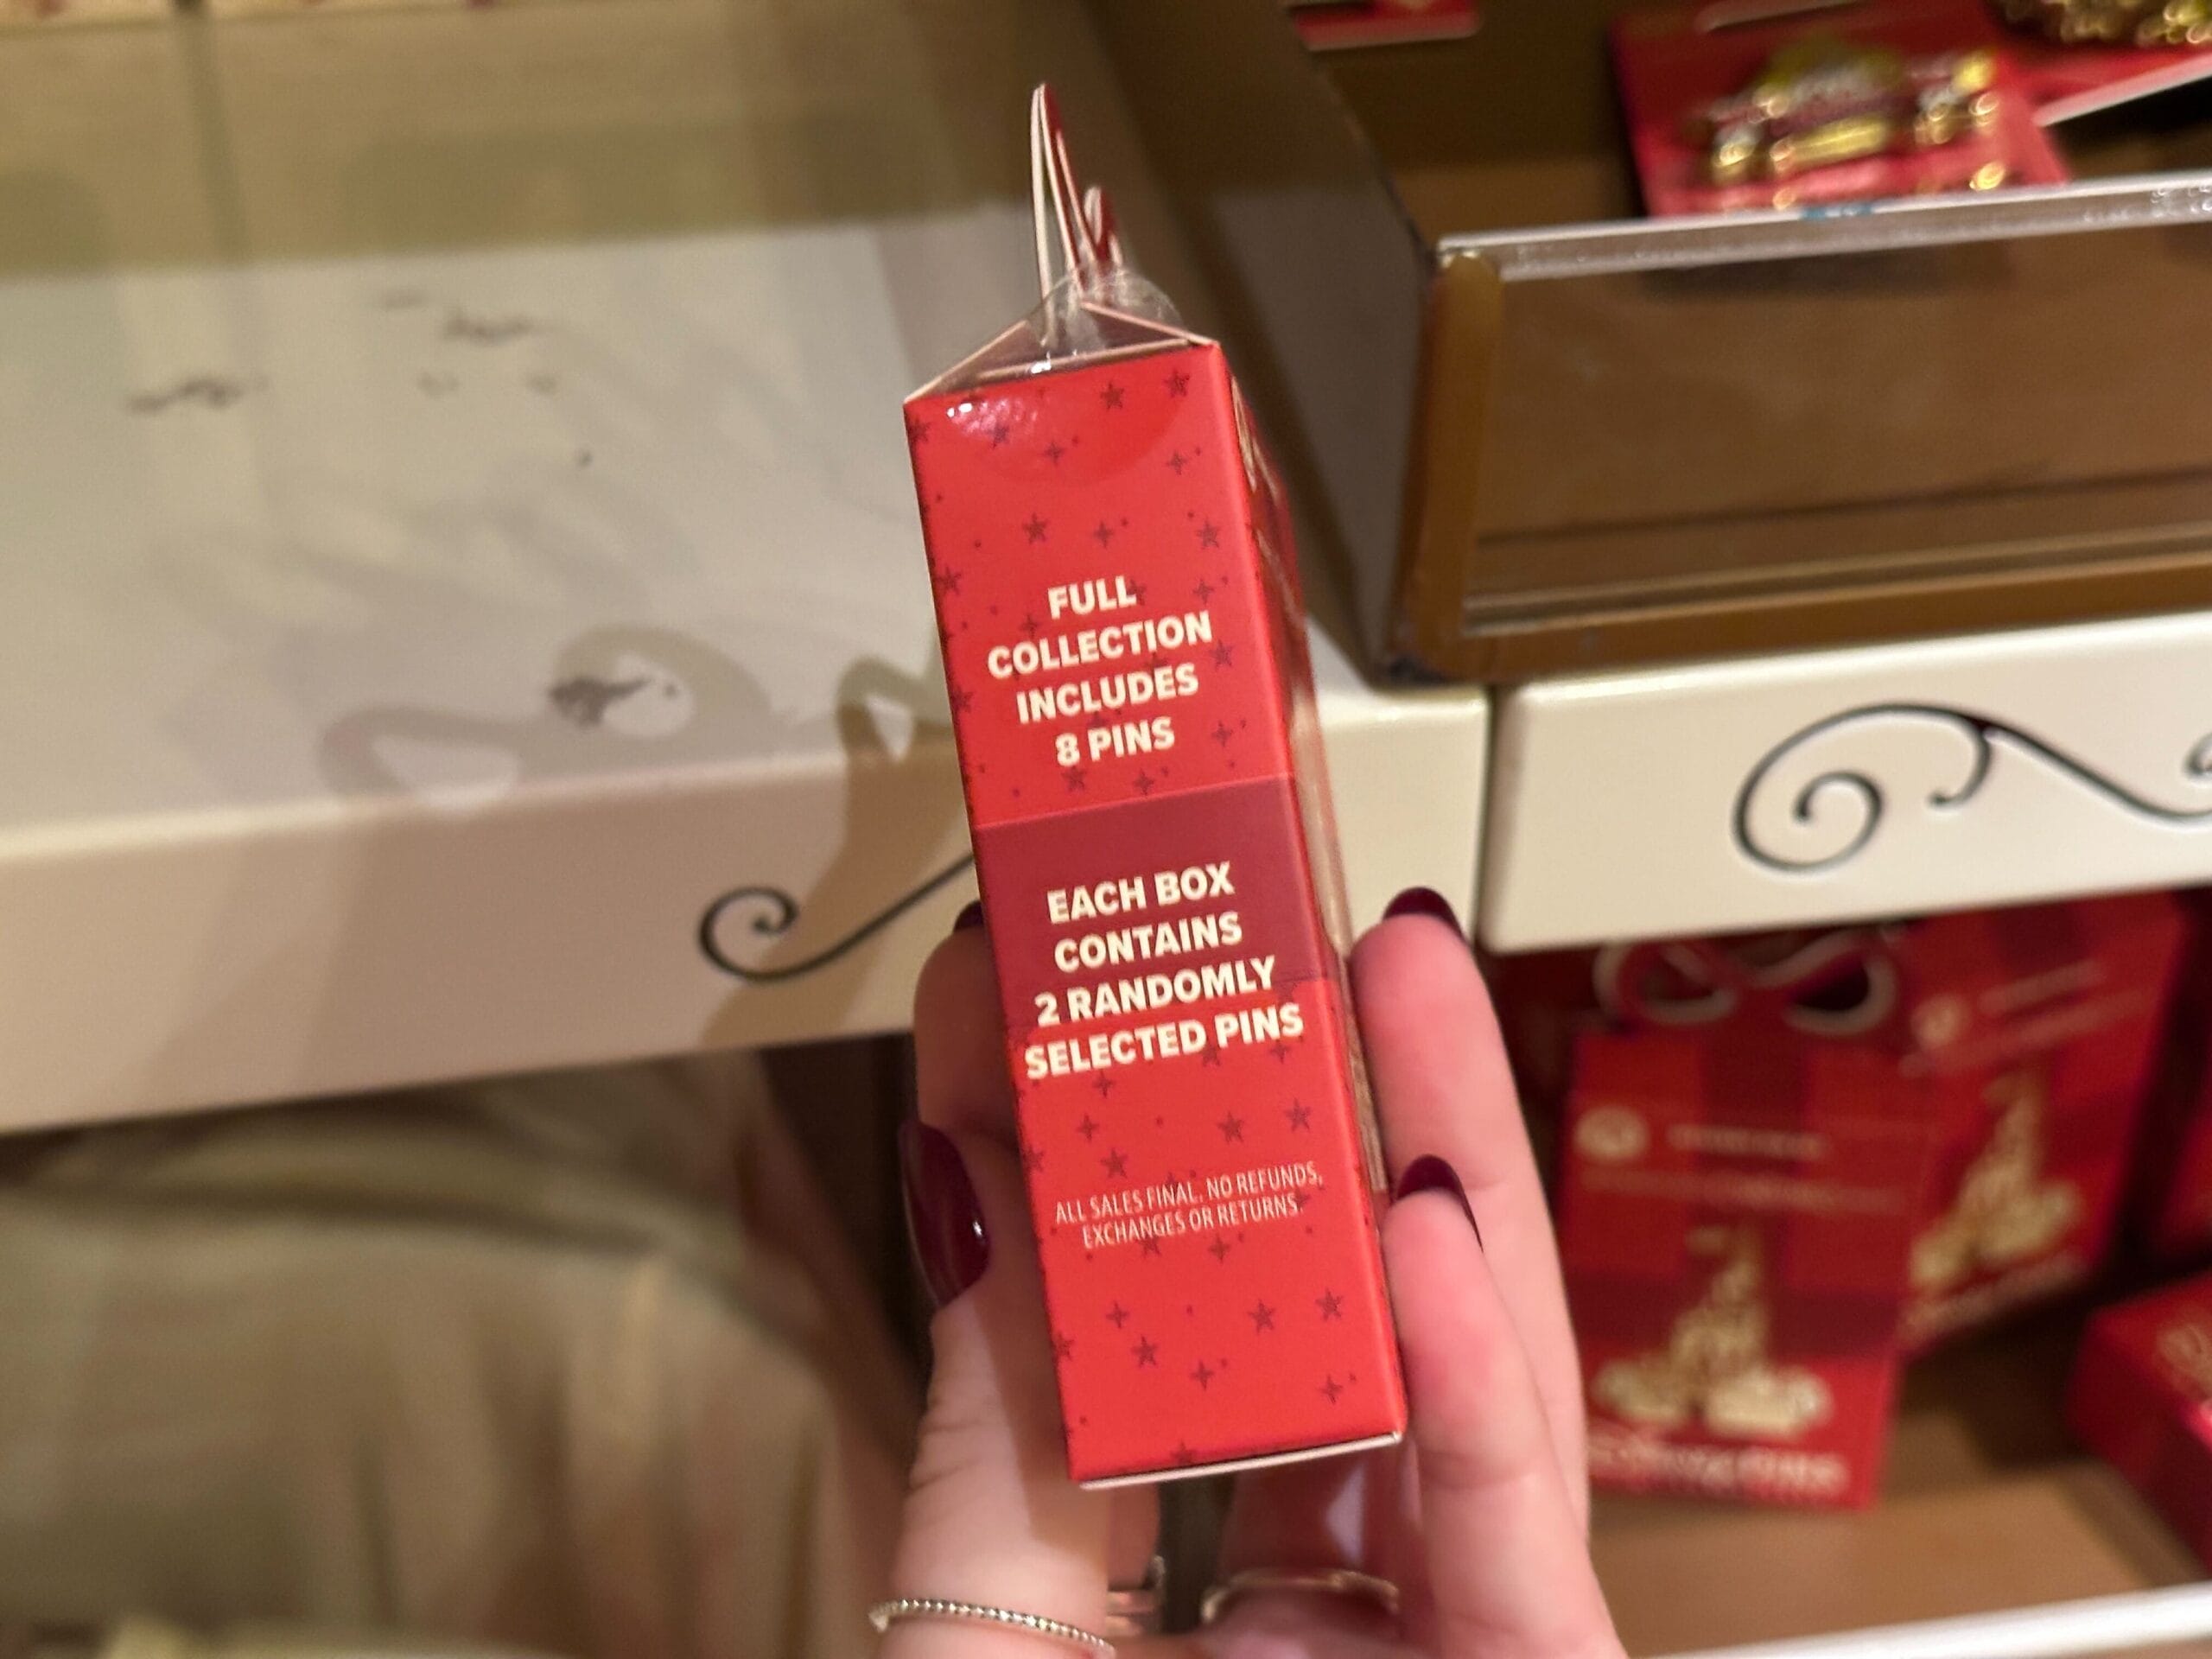 FULL
COLLECTION
INCLUDES
8 PINS
EACH BOX
CONTAINS
2 RANDOMLY
SELECTED PINS
ALL SALES FINAL. NO REFUNDS,
EXCHANGES OR RETURNS.